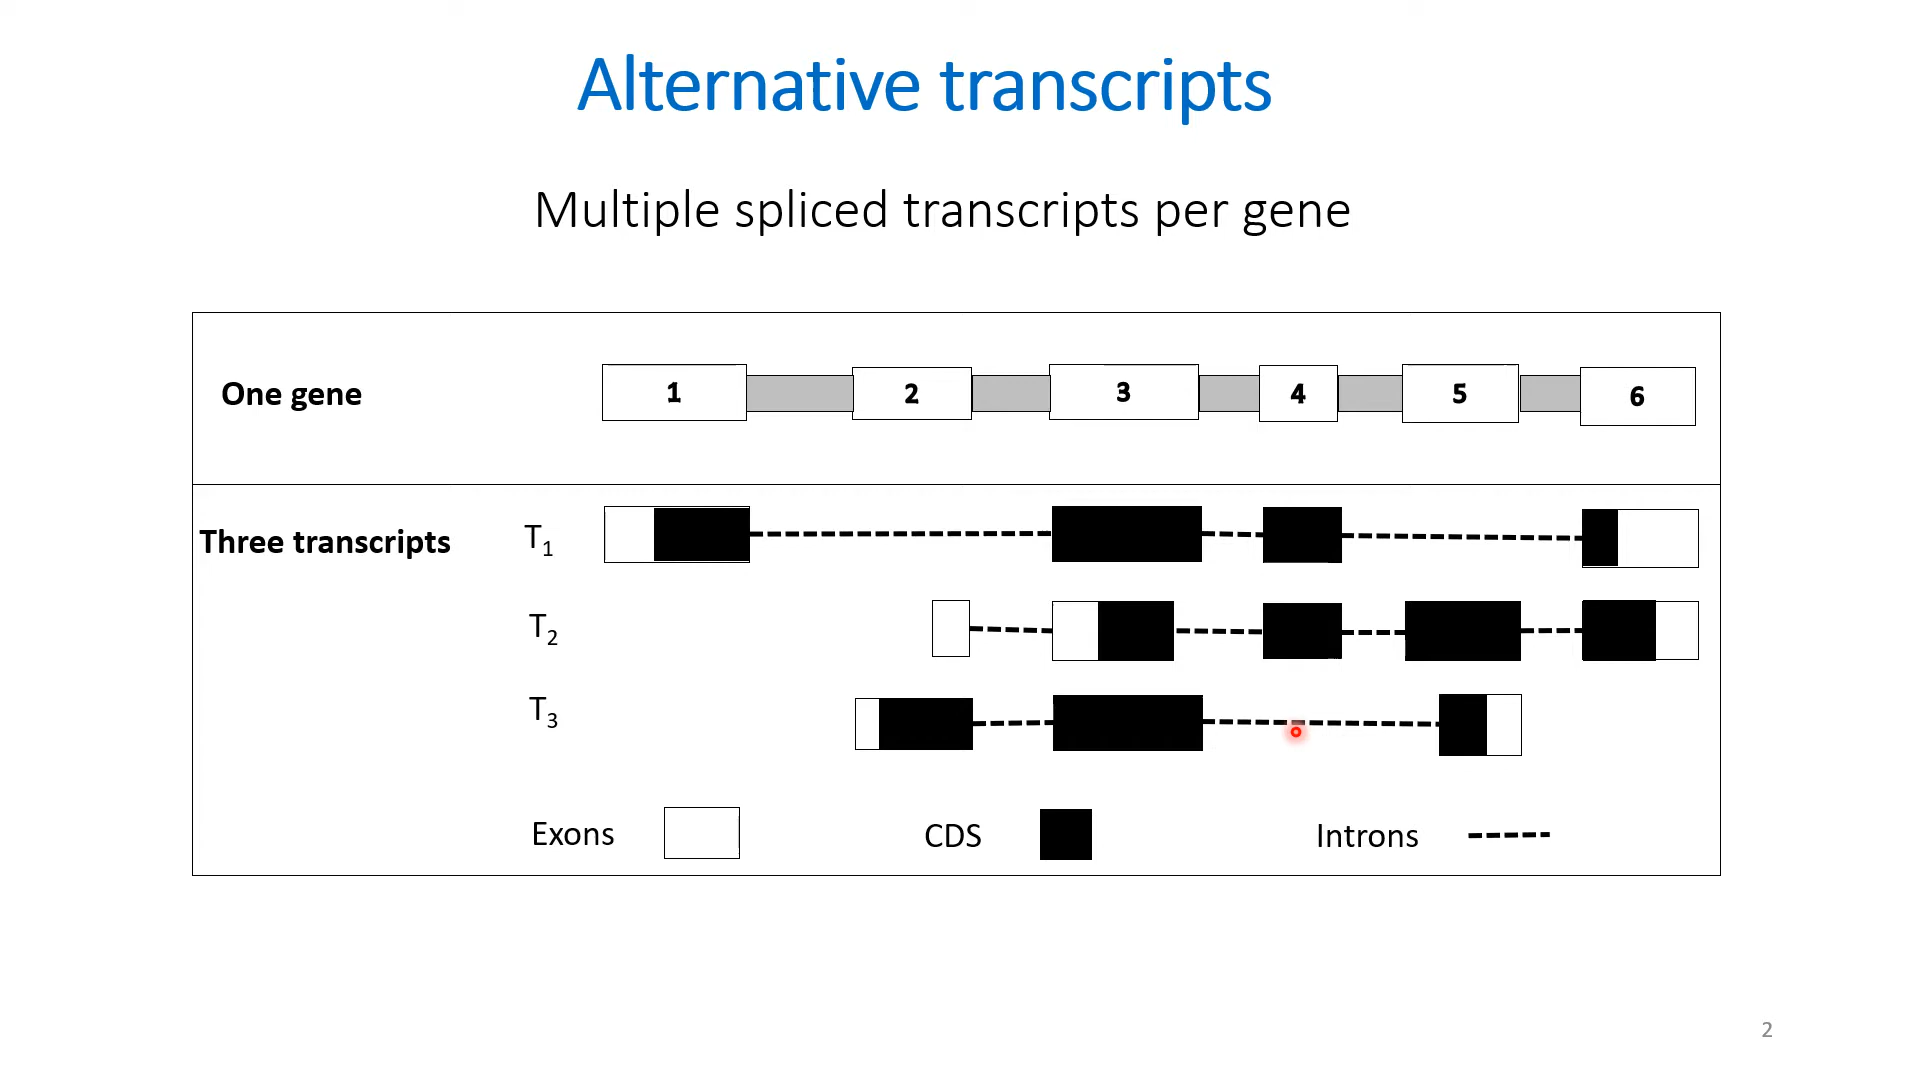 Alternative transcripts
Multiple spliced transcripts per gene
One gene
1 2 3 4 5 6
Three transcripts T1
T2
T3
Exons CDS Introns
2